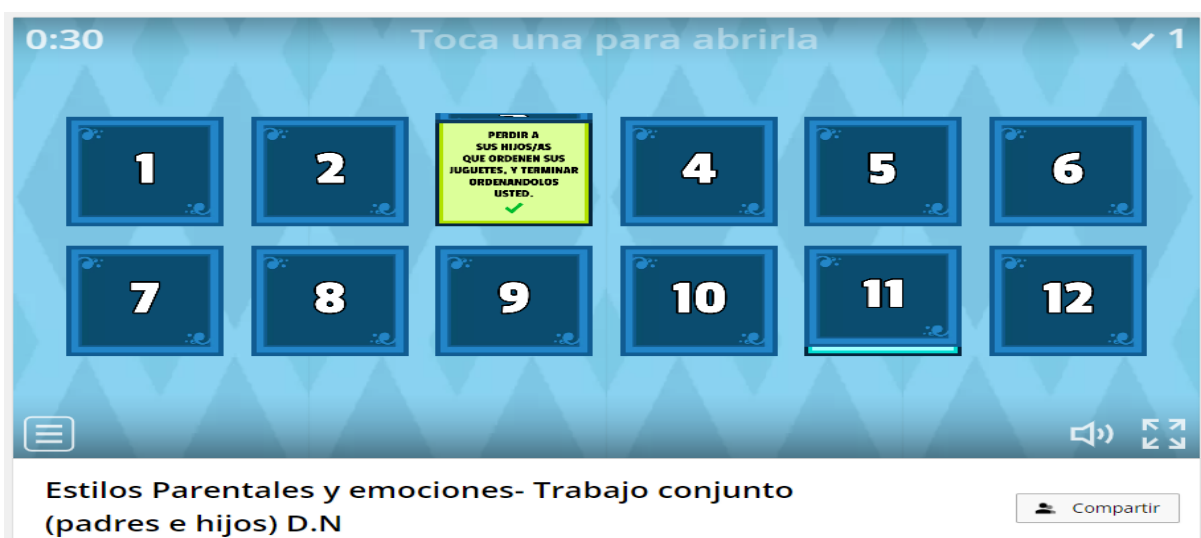 0:30 Toca una para abrirla 1
1 2
PERDIR A
SUS HIJOS/AS
QUE ORDENEN SUS
JUGUETES, Y TERMINAR
ORDENANDOLOS
USTED.
4 5 6
7 8 9 10 11 12
Estilos Parentales y emociones- Trabajo conjunto
(padres e hijos) D.N
Compartir